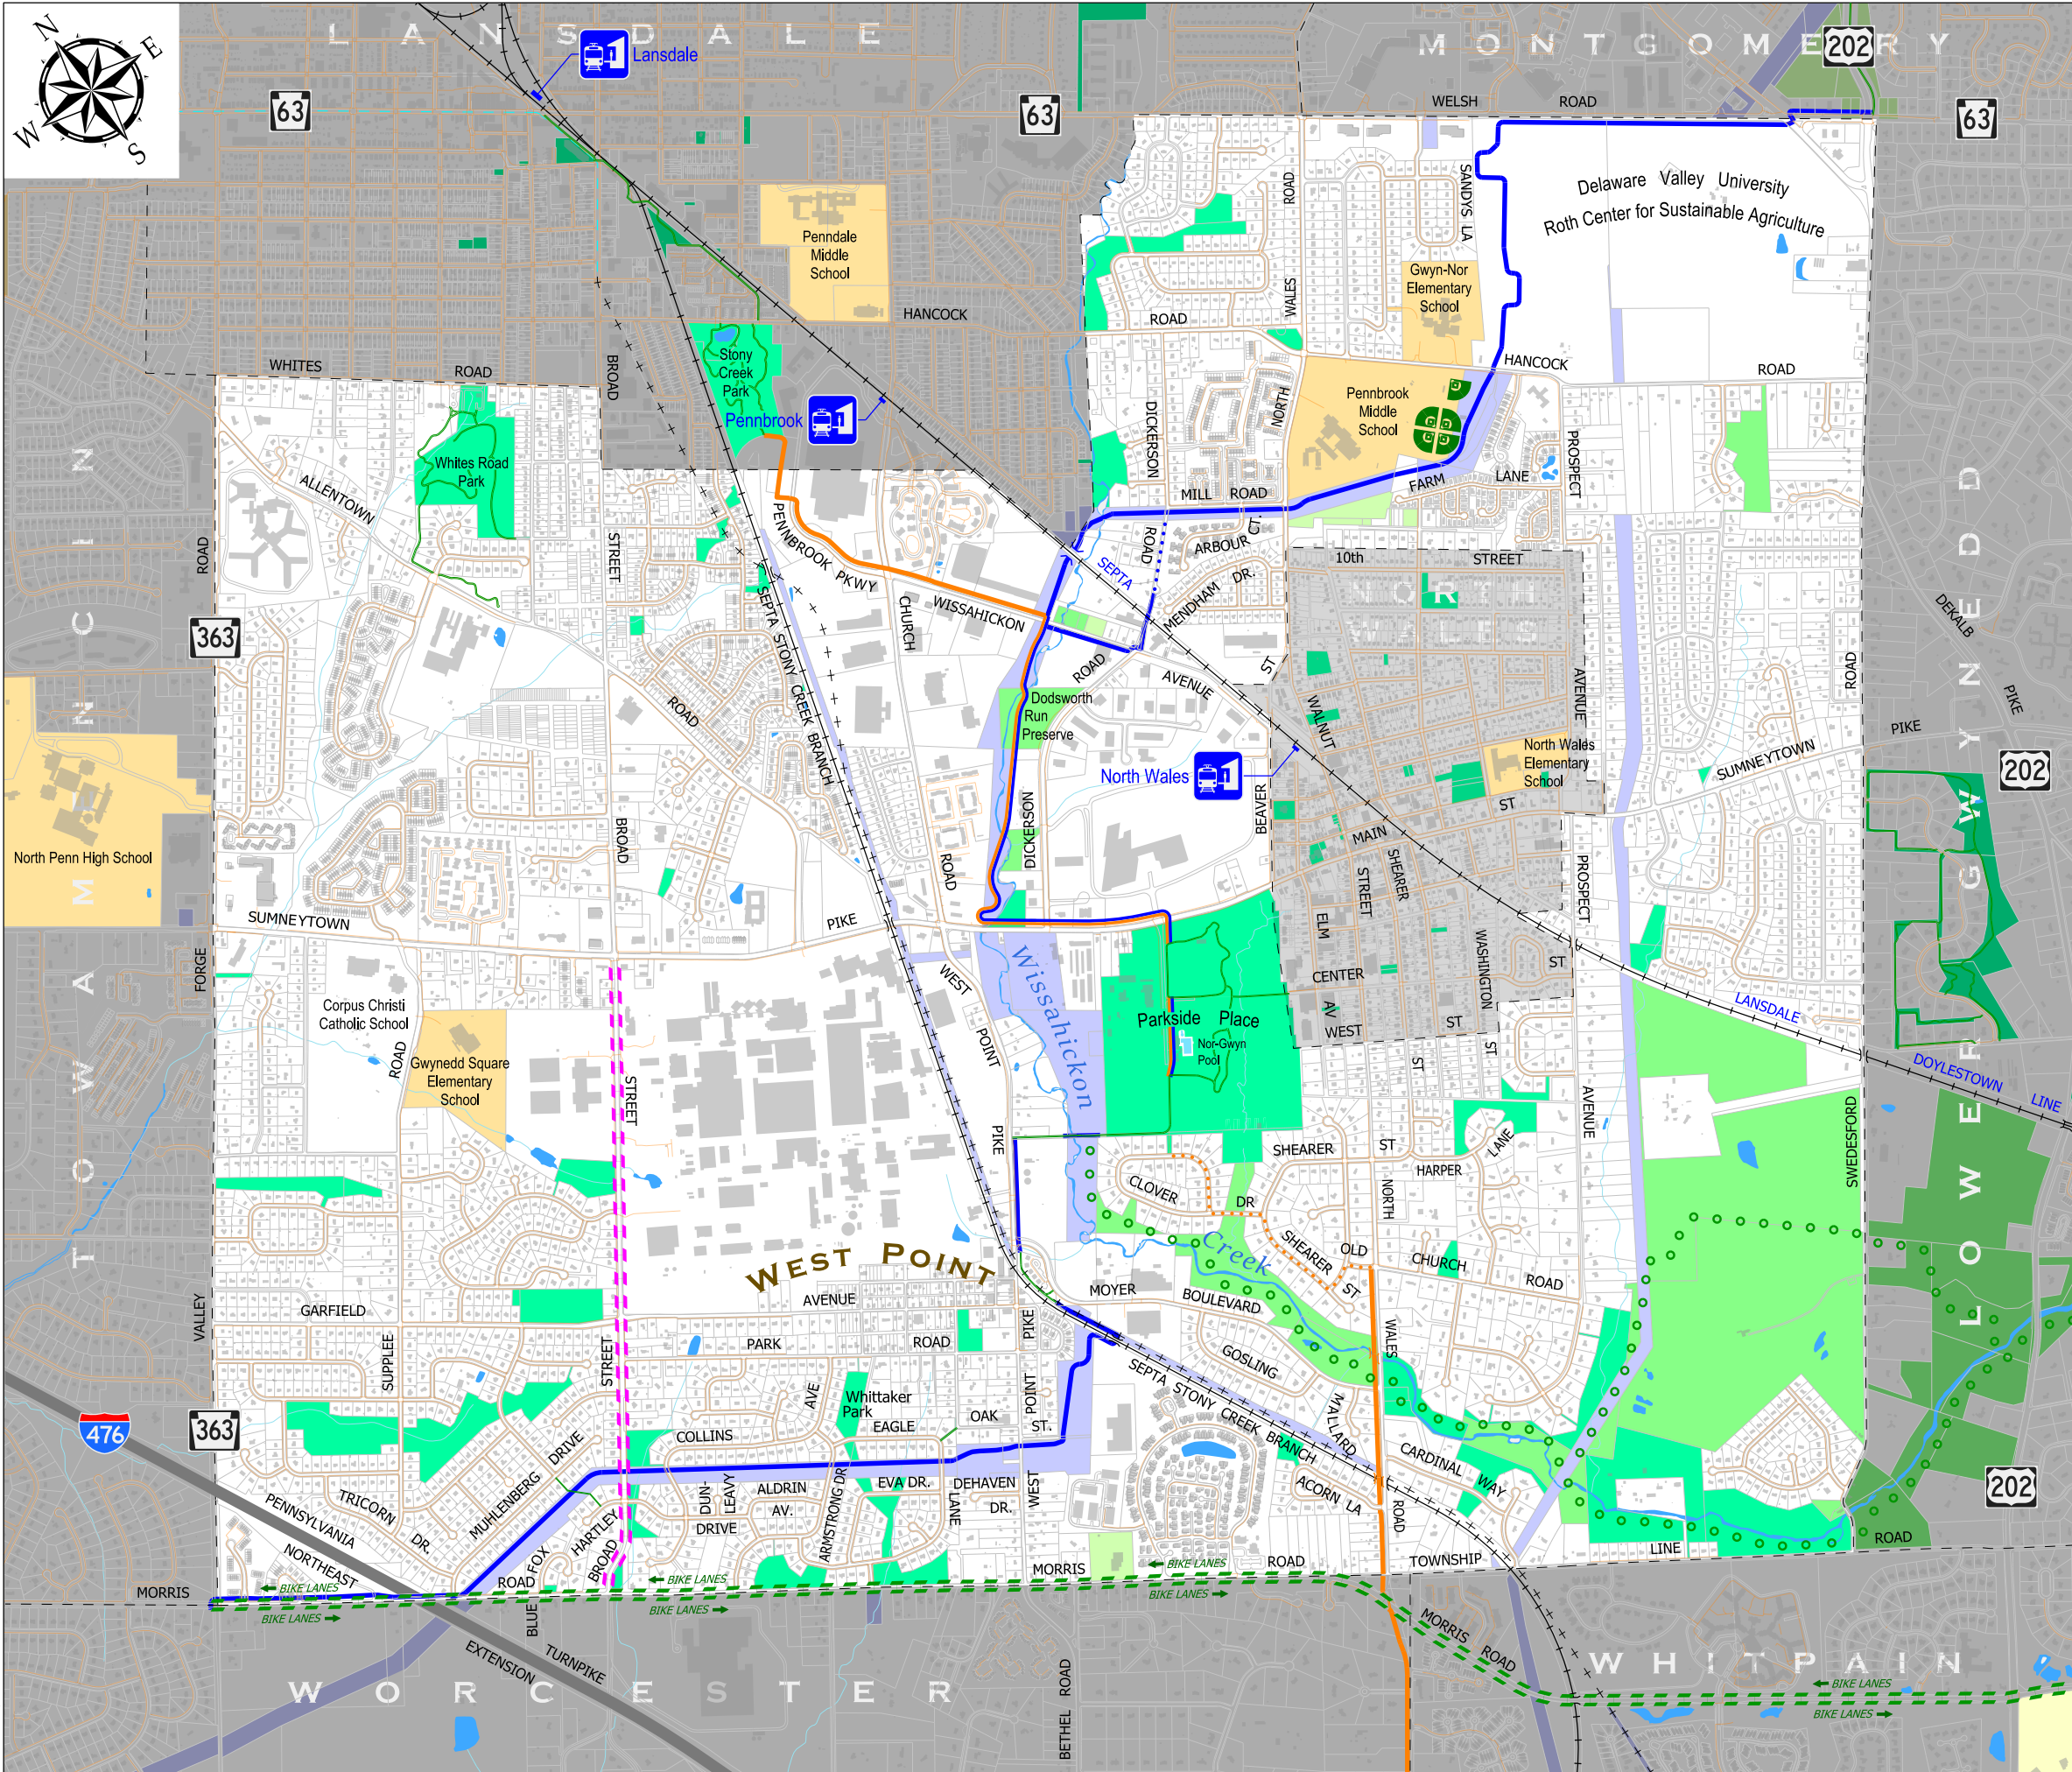 LANSDALE
MONTGOMERY
N
E
W
S
Lansdale
202
63
63
63
WELSH ROAD
SANDYS LA
Delaware Valley University
Roth Center for Sustainable Agriculture
Penndale
Middle
School
HANCOCK
ROAD
NORTH
WALES
ROAD
Gwyn-Nor
Elementary
School
HANCOCK
ROAD
WHITES
ROAD
BROAD
Stony
Creek
Park
Pennbrook
Pennbrook
Middle
School
DICKERSON
ROAD
MILL ROAD
FARM
LANE
PROSPECT
Whites Road
Park
ALLENTOWN
ROAD
STREET
PENNBROOK PKWY
SEPTA
ARBOUR CT.
MENDHAM DR.
10th
STREET
NORTH
WALES
DEKALB
PIKE
363
ROAD
SEPTA STONY CREEK BRANCH
CHURCH
WISSAHICKON
AVENUE
ROAD
Dodsworth
Run
Preserve
ST
WALNUT
AVENUE
ROAD
North Wales
North Wales
Elementary
School
SUMNEYTOWN
PIKE
202
TOWAMENCIN
North Penn High School
BROAD
ROAD
DICKERSON
BEAVER
MAIN
ST
SHEARER
STREET
ELM
PROSPECT
SUMNEYTOWN
PIKE
FORGE
WEST
POINT
PIKE
Wissahickon
Creek
CENTER
AV
WEST
ST
WASHINGTON
ST
ST
ST
LANSDALE
DOYLESTOWN
LINE
LOWER GWYNEDD
Corpus Christi
Catholic School
ROAD
Gwynedd Square
Elementary
School
STREET
Parkside Place
Nor-Gwyn
Pool
AVENUE
SWEDESFORD
SHEARER
ST
HARPER
LANE
CLOVER
DR
SHEARER
ST
OLD
NORTH
CHURCH
ROAD
WEST POINT
VALLEY
GARFIELD
AVENUE
MOYER
BOULEVARD
PARK
ROAD
PIKE
WALES
SUPPLEE
STREET
GOSLING
SEPTA STONY CREEK BRANCH
MALLARD
Whittaker
Park
AVE
EAGLE
OAK
ST.
POINT
363
476
COLLINS
CARDINAL WAY
MUHLENBERG DRIVE
TRICORN
DR.
PENNSYLVANIA
NORTHEAST
DUN-
LEAVY
ALDRIN
AV.
DRIVE
ARMSTRONG DR.
EVA DR.
LANE
DEHAVEN
DR.
WEST
ACORN LA
ROAD
202
HARTLEY
FOX
BLUE
BROAD
MORRIS
ROAD
MORRIS
ROAD
TOWNSHIP
LINE
ROAD
BIKE LANES
BIKE LANES
BIKE LANES
BIKE LANES
BIKE LANES
BIKE LANES
MORRIS ROAD
EXTENSION
TURNPIKE
WORCESTER
BETHEL ROAD
WHITPAIN
BIKE LANES
BIKE LANES